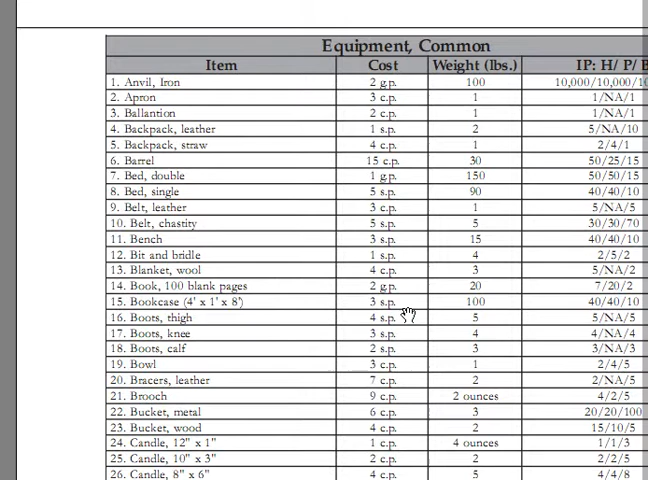 Equipment, Common
Item Cost Weight (lbs.) IP: H/ P/ B
1. Anvil, Iron 2 g.p. 100 10,000/10,000/10
2. Apron 3 c.p. 1 1/NA/1
3. Ballantion 2 c.p. 1 1/NA/1
4. Backpack, leather 1 s.p. 2 5/NA/10
5. Backpack, straw 4 c.p. 1 2/4/1
6. Barrel 15 c.p. 30 50/25/15
7. Bed, double 1 g.p. 150 50/50/15
8. Bed, single 5 s.p. 90 40/40/10
9. Belt, leather 3 c.p. 1 5/NA/5
10. Belt, chastity 5 s.p. 5 30/30/70
11. Bench 3 s.p. 15 40/40/10
12. Bit and bridle 1 s.p. 4 2/5/2
13. Blanket, wool 4 c.p. 3 5/NA/2
14. Book, 100 blank pages 2 g.p. 20 7/20/2
15. Bookcase (4' x 1' x 8') 3 s.p. 100 40/40/10
16. Boots, thigh 4 s.p. 5 5/NA/5
17. Boots, knee 3 s.p. 4 4/NA/4
18. Boots, calf 2 s.p. 3 3/NA/3
19. Bowl 3 c.p. 1 2/4/5
20. Bracers, leather 7 c.p. 2 2/NA/5
21. Brooch 9 c.p. 2 ounces 4/2/5
22. Bucket, metal 6 c.p. 3 20/20/100
23. Bucket, wood 4 c.p. 2 15/10/5
24. Candle, 12" x 1" 1 c.p. 4 ounces 1/1/3
25. Candle, 10" x 3" 2 c.p. 2 2/2/5
26. Candle, 8" x 6" 4 c.p. 5 4/4/8